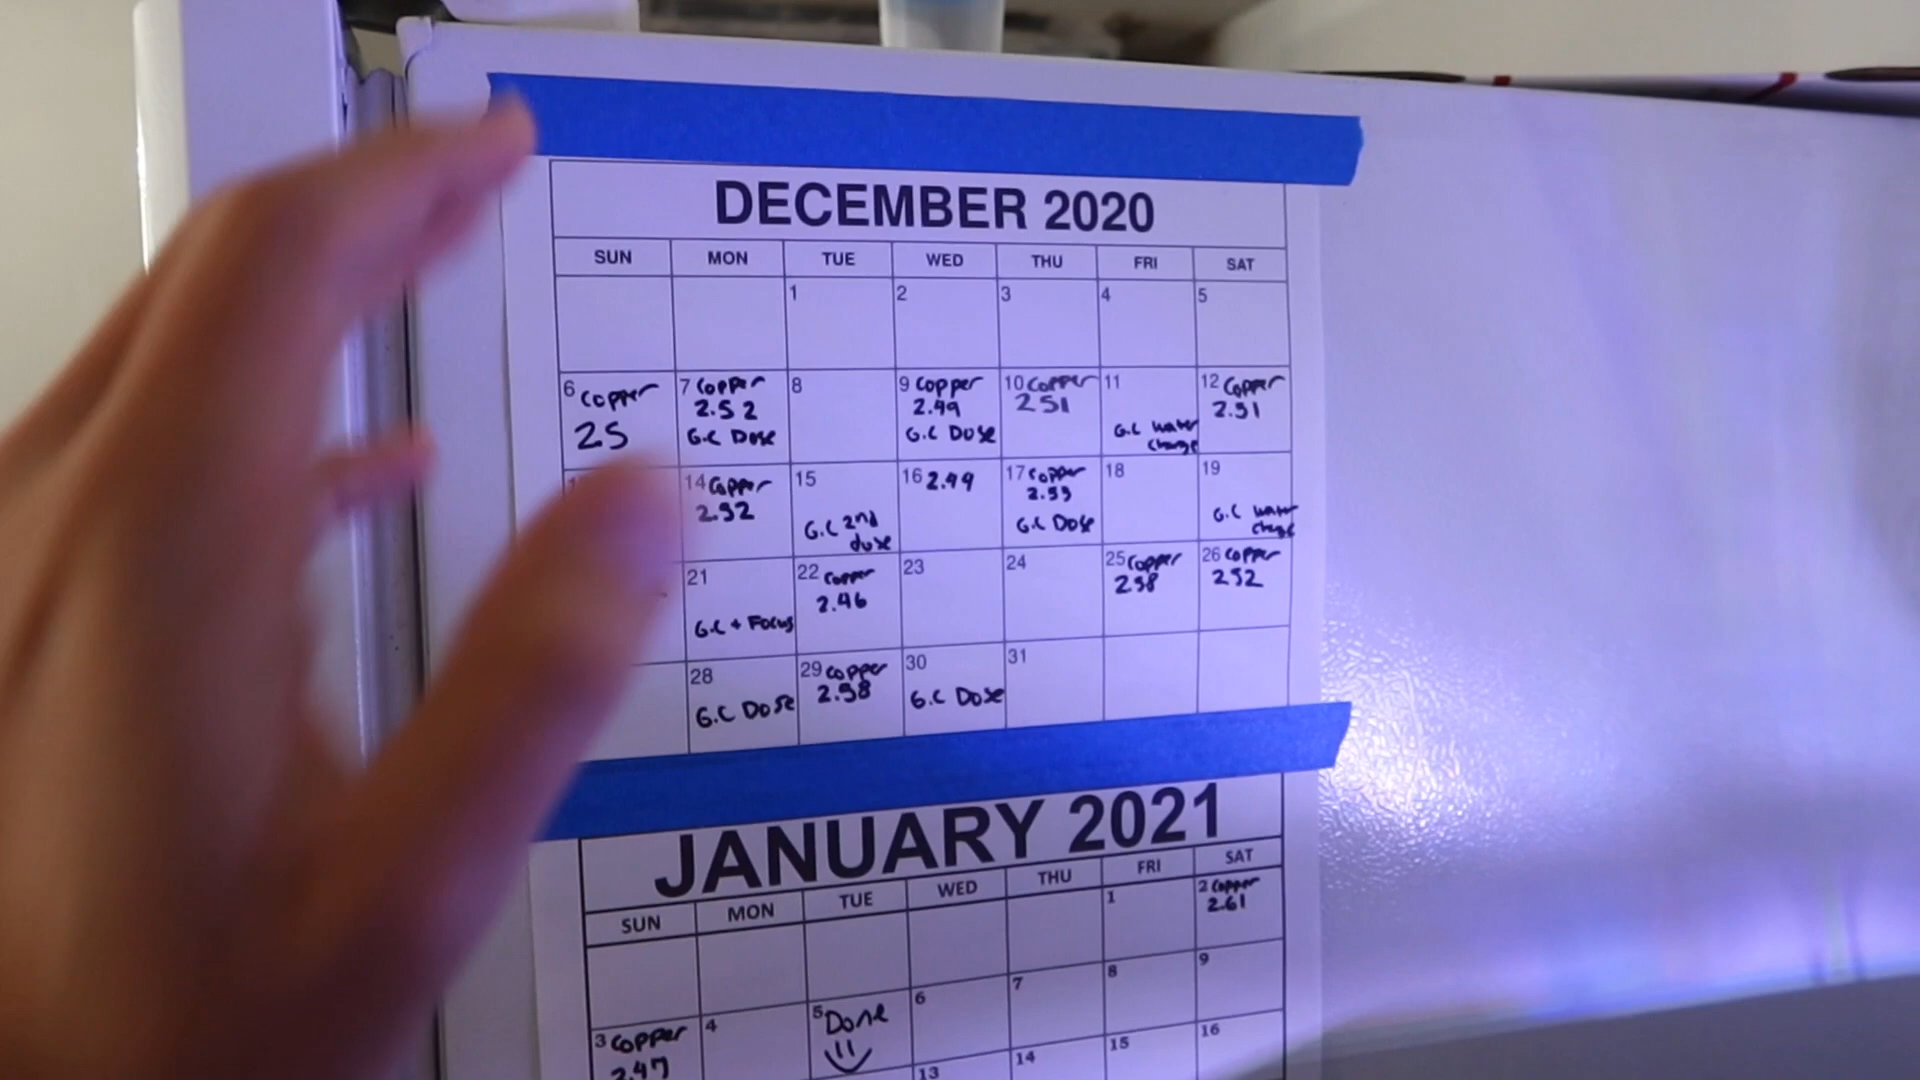 DECEMBER 2020
SUN MON TUE WED THU FRI SAT
1 2 3 4 5
6 Copper
25
7 Copper
2.52
G.C Dose
8
9 Copper
2.49
G.C Dose
10 Copper
251
11
G.C water
change
12 Copper
2.51
14 Copper
2.52
15
G.C 2nd
dose
16 2.49
17 Copper
2.55
G.C Dose
18
19
G.C water
change
21
G.C + Focus
22 Copper
2.46
23
24
25 Copper
2.58
26 Copper
252
28
G.C Dose
29 Copper
2.58
30
G.C Dose
31
JANUARY 2021
SUN MON TUE WED THU FRI SAT
1
2 Copper
2.61
3 Copper
2.47
4
5 Done
6
7
8
9
13
14
15
16